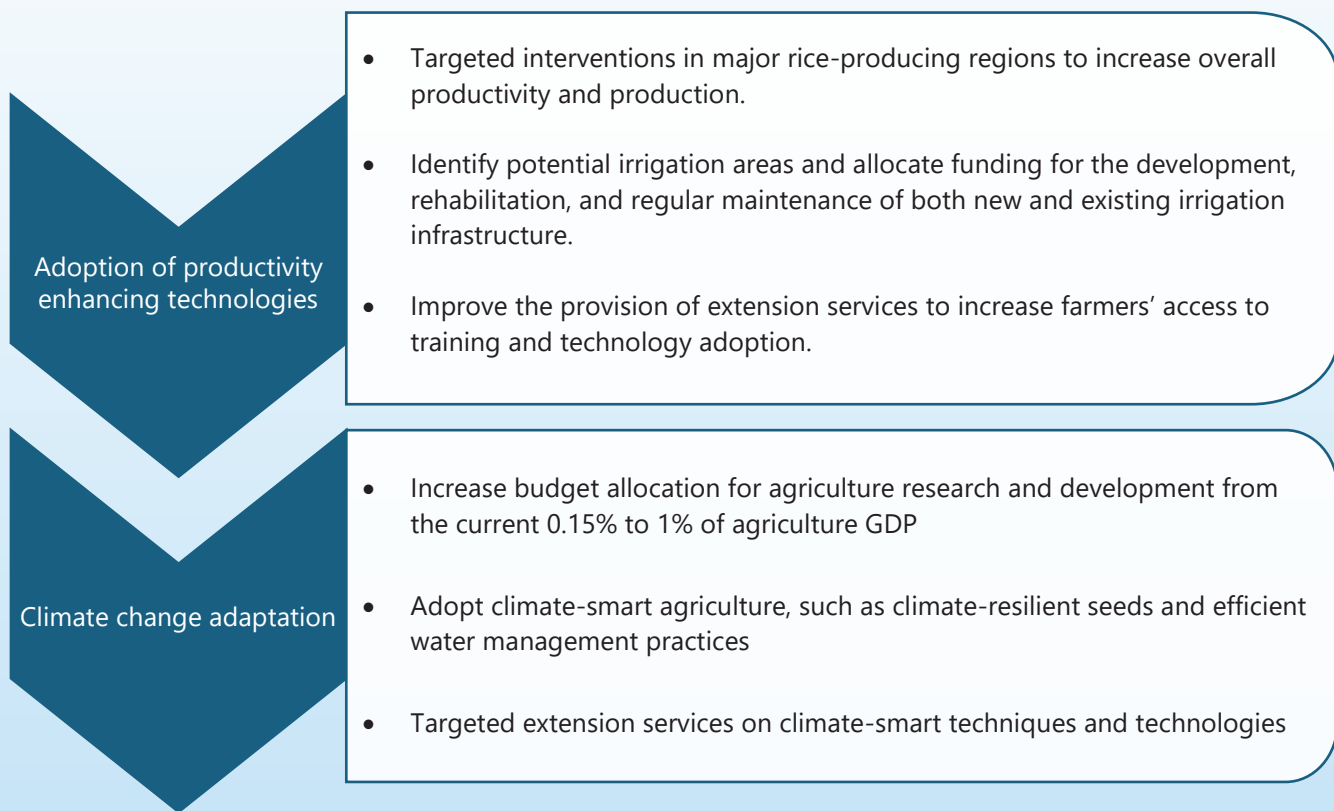 Adoption of productivity
enhancing technologies
• Targeted interventions in major rice-producing regions to increase overall
productivity and production.
• Identify potential irrigation areas and allocate funding for the development,
rehabilitation, and regular maintenance of both new and existing irrigation
infrastructure.
• Improve the provision of extension services to increase farmers’ access to
training and technology adoption.
Climate change adaptation
• Increase budget allocation for agriculture research and development from
the current 0.15% to 1% of agriculture GDP
• Adopt climate-smart agriculture, such as climate-resilient seeds and efficient
water management practices
• Targeted extension services on climate-smart techniques and technologies